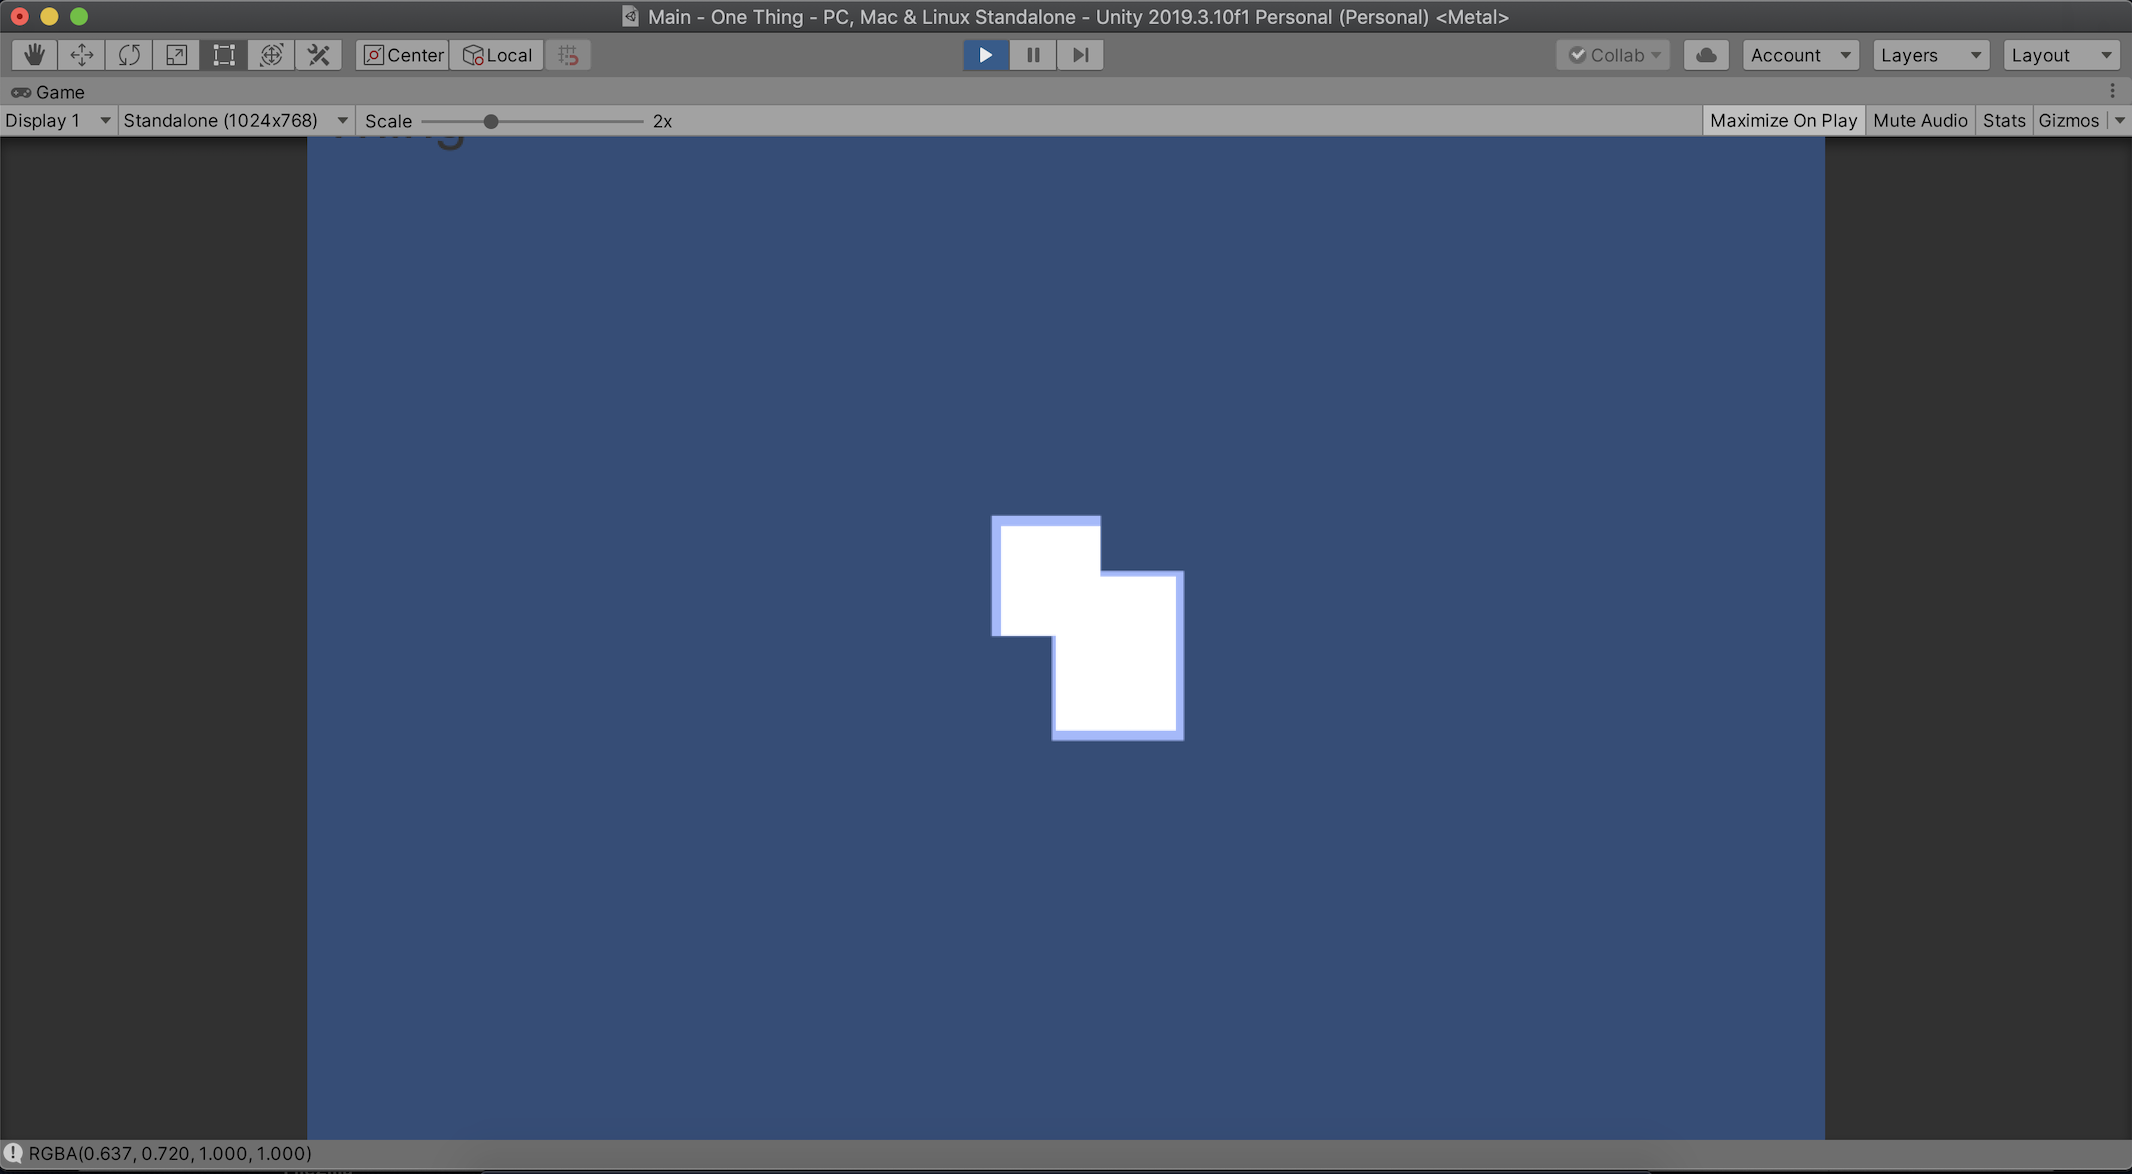 Main - One Thing - PC, Mac & Linux Standalone - Unity 2019.3.10f1 Personal (Personal) <Metal>
Center Local Collab Account Layers Layout
Game
Display 1 Standalone (1024x768) Scale 2x Maximize On Play Mute Audio Stats Gizmos
RGBA(0.637, 0.720, 1.000, 1.000)